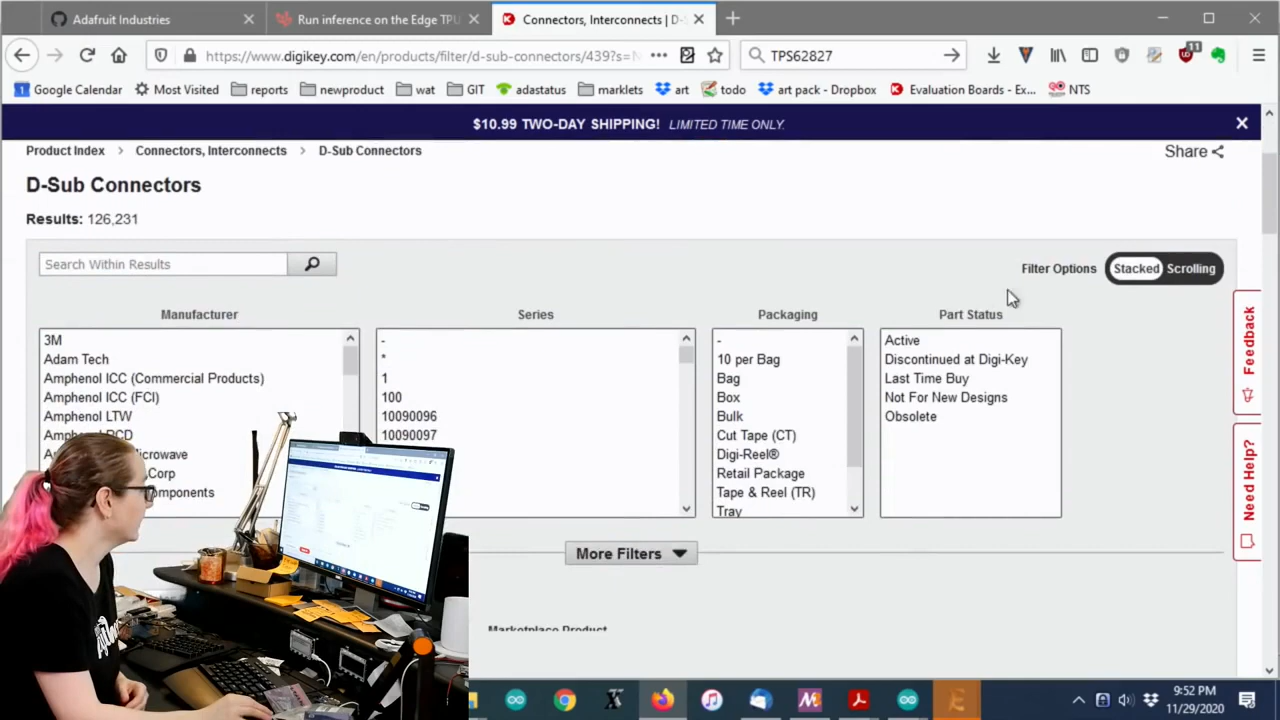 Adafruit Industries
Run inference on the Edge TPU
Connectors, Interconnects | D-S
https://www.digikey.com/en/products/filter/d-sub-connectors/439?s=N
TPS62827
11
Google Calendar
Most Visited
reports
newproduct
wat
GIT
adastatus
marklets
art
todo
art pack - Dropbox
Evaluation Boards - Ex...
NTS
$10.99 TWO-DAY SHIPPING! LIMITED TIME ONLY.
Product Index > Connectors, Interconnects > D-Sub Connectors
Share
D-Sub Connectors
Results: 126,231
Search Within Results
Filter Options
Stacked
Scrolling
Manufacturer
3M
Adam Tech
Amphenol ICC (Commercial Products)
Amphenol ICC (FCI)
Amphenol LTW
Series
-
*
1
100
10090096
10090097
Packaging
-
10 per Bag
Bag
Box
Bulk
Cut Tape (CT)
Digi-Reel®
Retail Package
Tape & Reel (TR)
Tray
Part Status
Active
Discontinued at Digi-Key
Last Time Buy
Not For New Designs
Obsolete
Feedback
Need Help?
More Filters
Marketplace Product
9:52 PM
11/29/2020